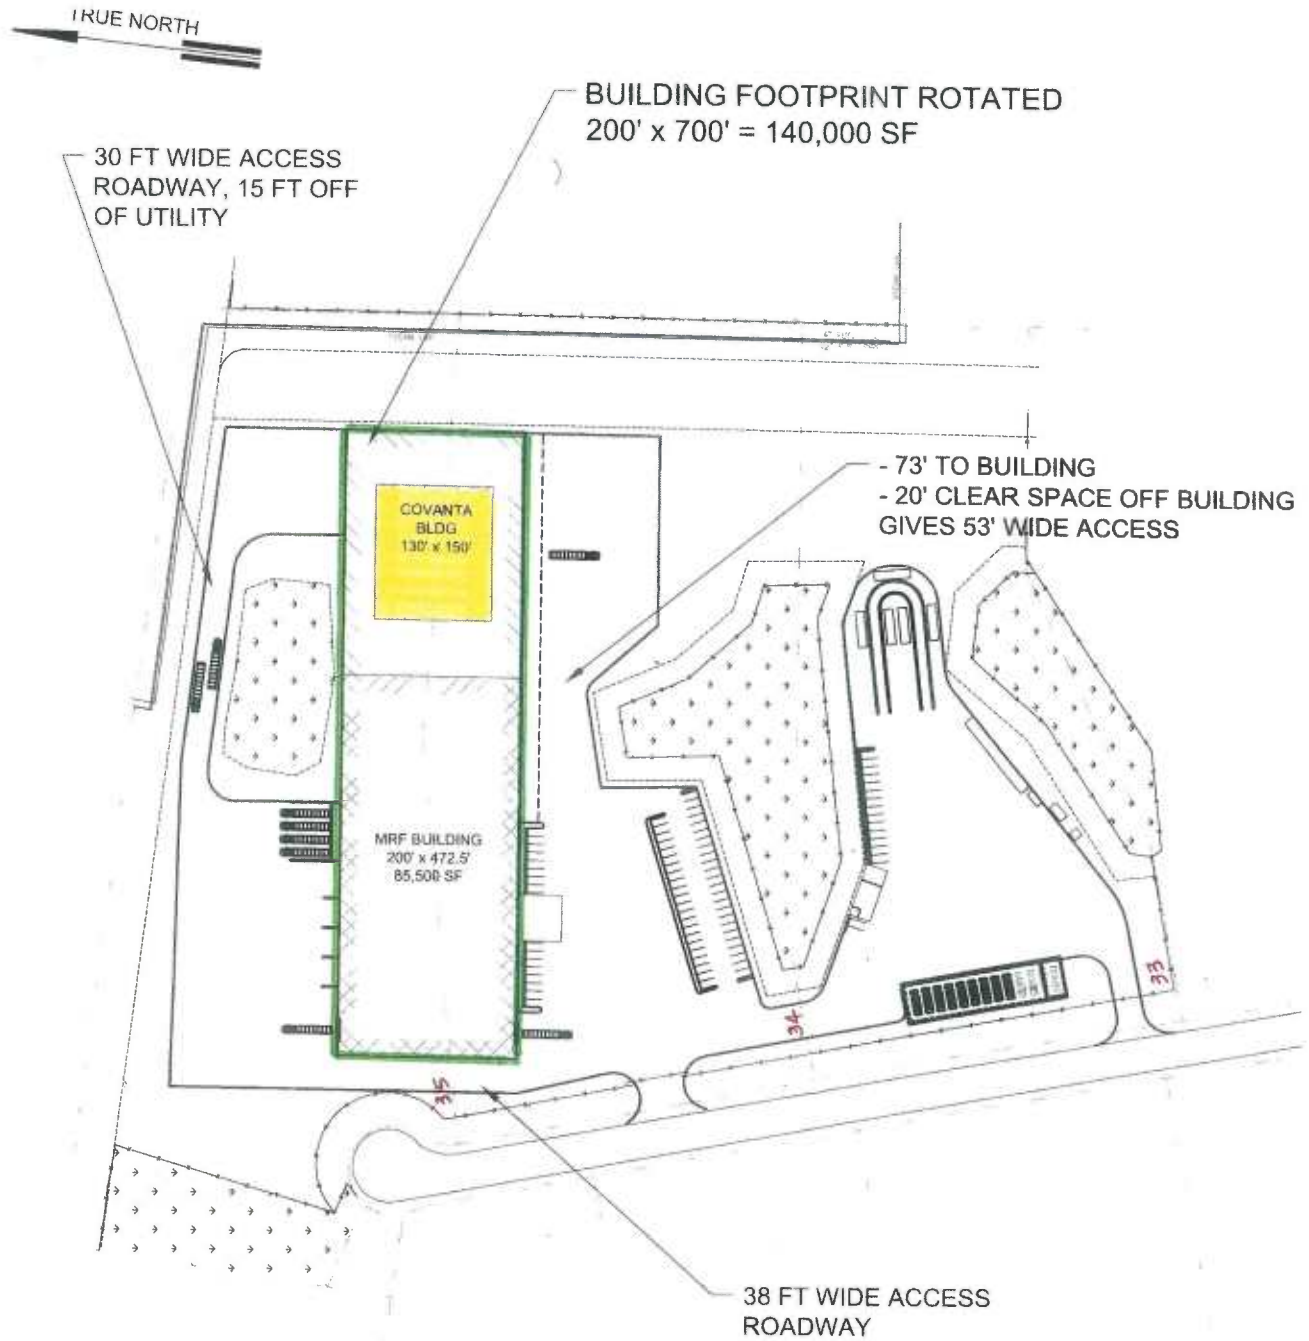 TRUE NORTH
BUILDING FOOTPRINT ROTATED
200' x 700' = 140,000 SF
30 FT WIDE ACCESS
ROADWAY, 15 FT OFF
OF UTILITY
- 73' TO BUILDING
- 20' CLEAR SPACE OFF BUILDING
GIVES 53' WIDE ACCESS
COVANTA
BLDG
130' x 150'
MRF BUILDING
200' x 472.5'
85,500 SF
33
34
35
38 FT WIDE ACCESS
ROADWAY